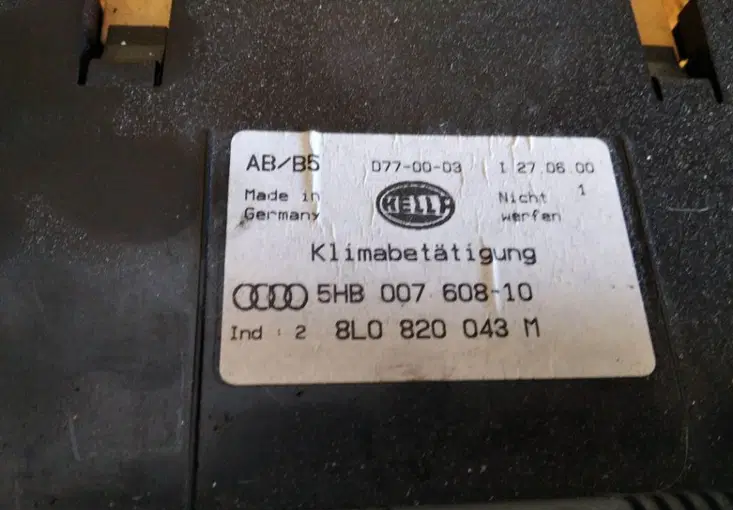 AB/B5 D77-00-03 I 27.06.00
Made in Germany
HELLA
Nicht werfen 1
Klimabetätigung
5HB 007 608-10
Ind : 2 8L0 820 043 M